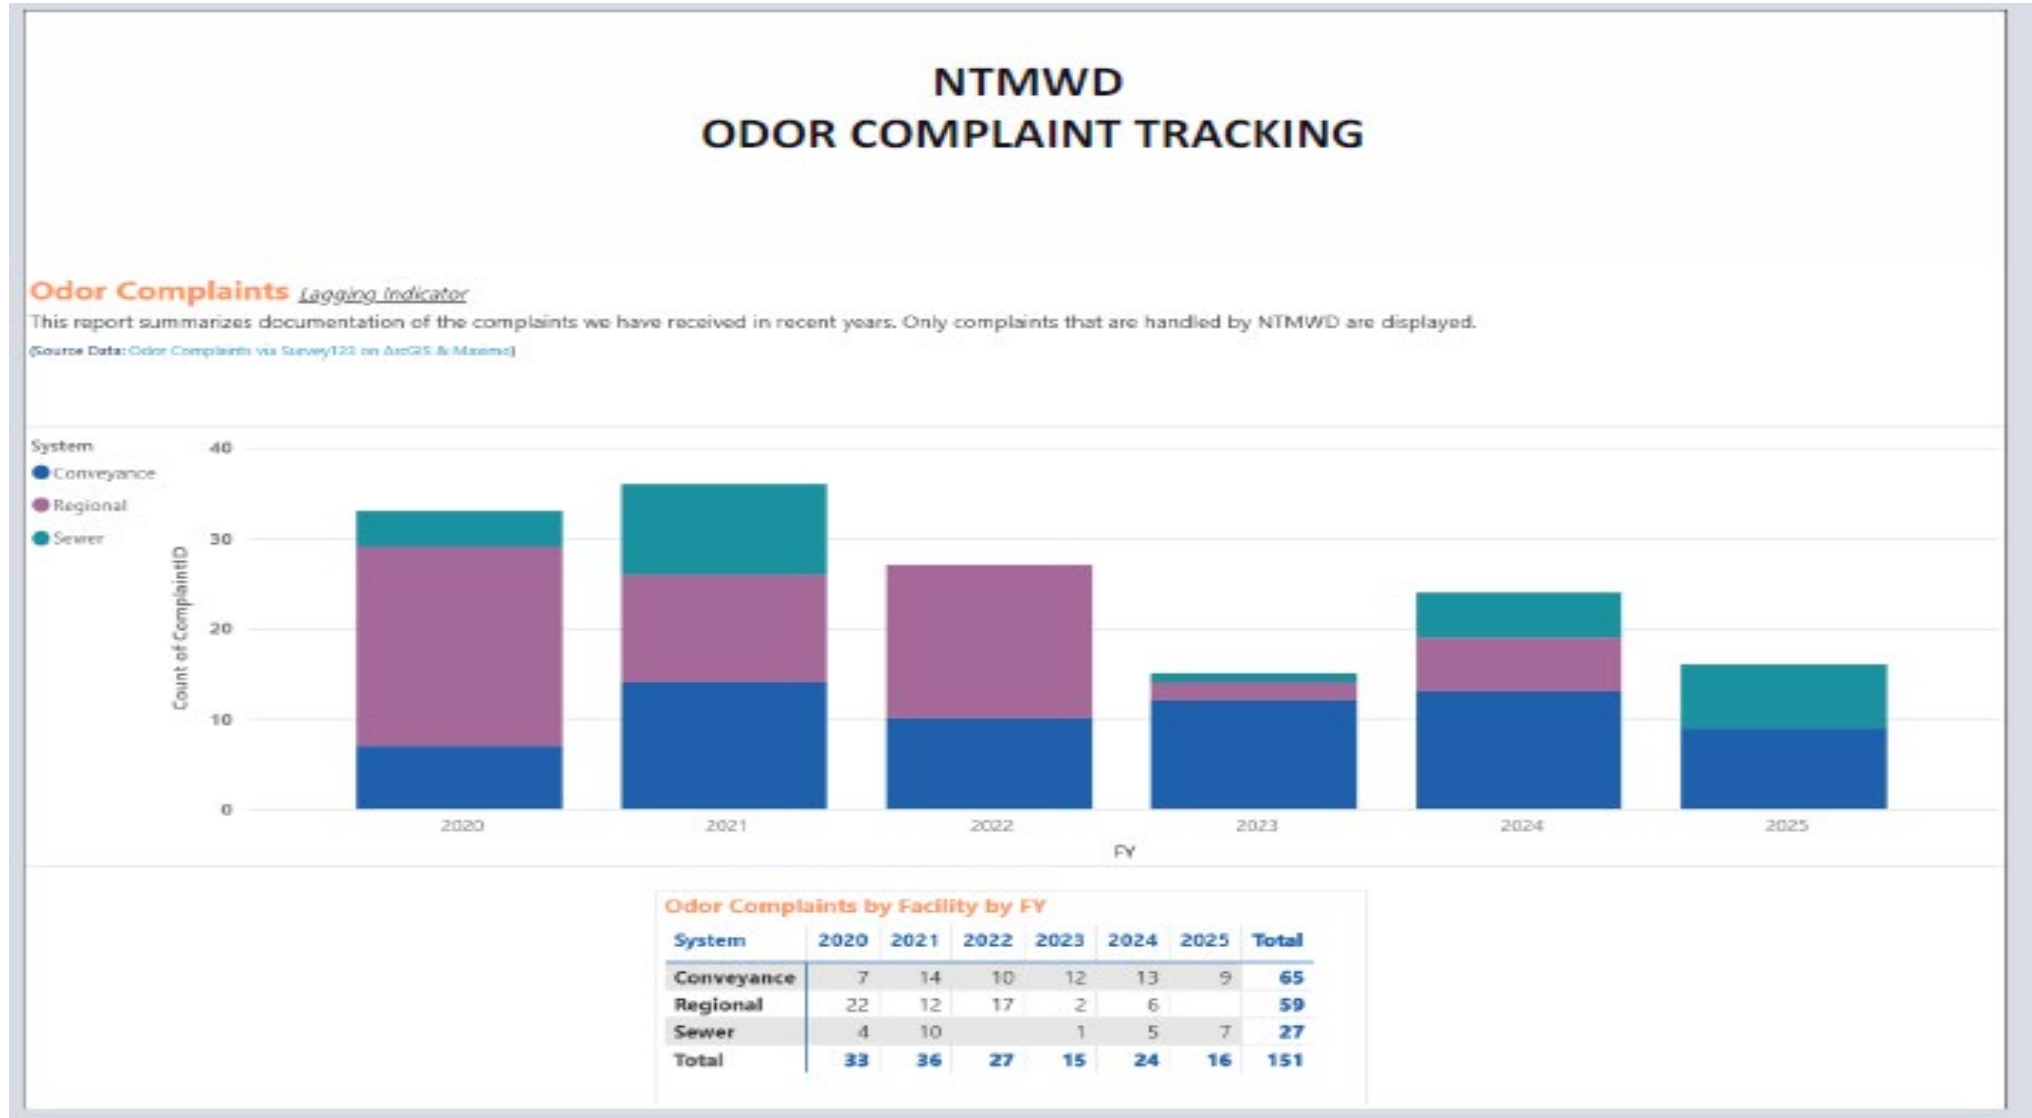 NTMWD
ODOR COMPLAINT TRACKING
Odor Complaints Lagging Indicator
This report summarizes documentation of the complaints we have received in recent years. Only complaints that are handled by NTMWD are displayed.
(Source Data: Odor Complaints via Survey123 on ArcGIS & Maximo)
System
Conveyance
Regional
Sewer
Count of ComplaintID
40
30
20
10
0
2020 2021 2022 2023 2024 2025
FY
Odor Complaints by Facility by FY
System 2020 2021 2022 2023 2024 2025 Total
Conveyance 7 14 10 12 13 9 65
Regional 22 12 17 2 6 59
Sewer 4 10 1 5 7 27
Total 33 36 27 15 24 16 151